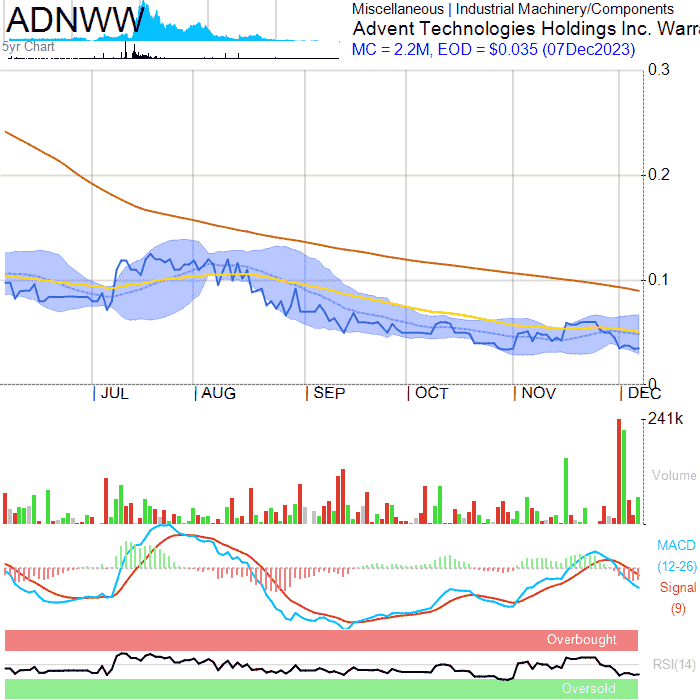 ADNWW
5yr Chart
Miscellaneous | Industrial Machinery/Components
Advent Technologies Holdings Inc. Warra
MC = 2.2M, EOD = $0.035 (07Dec2023)
0.3
0.2
0.1
0
JUL AUG SEP OCT NOV DEC
241k
Volume
MACD
(12-26)
Signal
(9)
Overbought
RSI(14)
Oversold